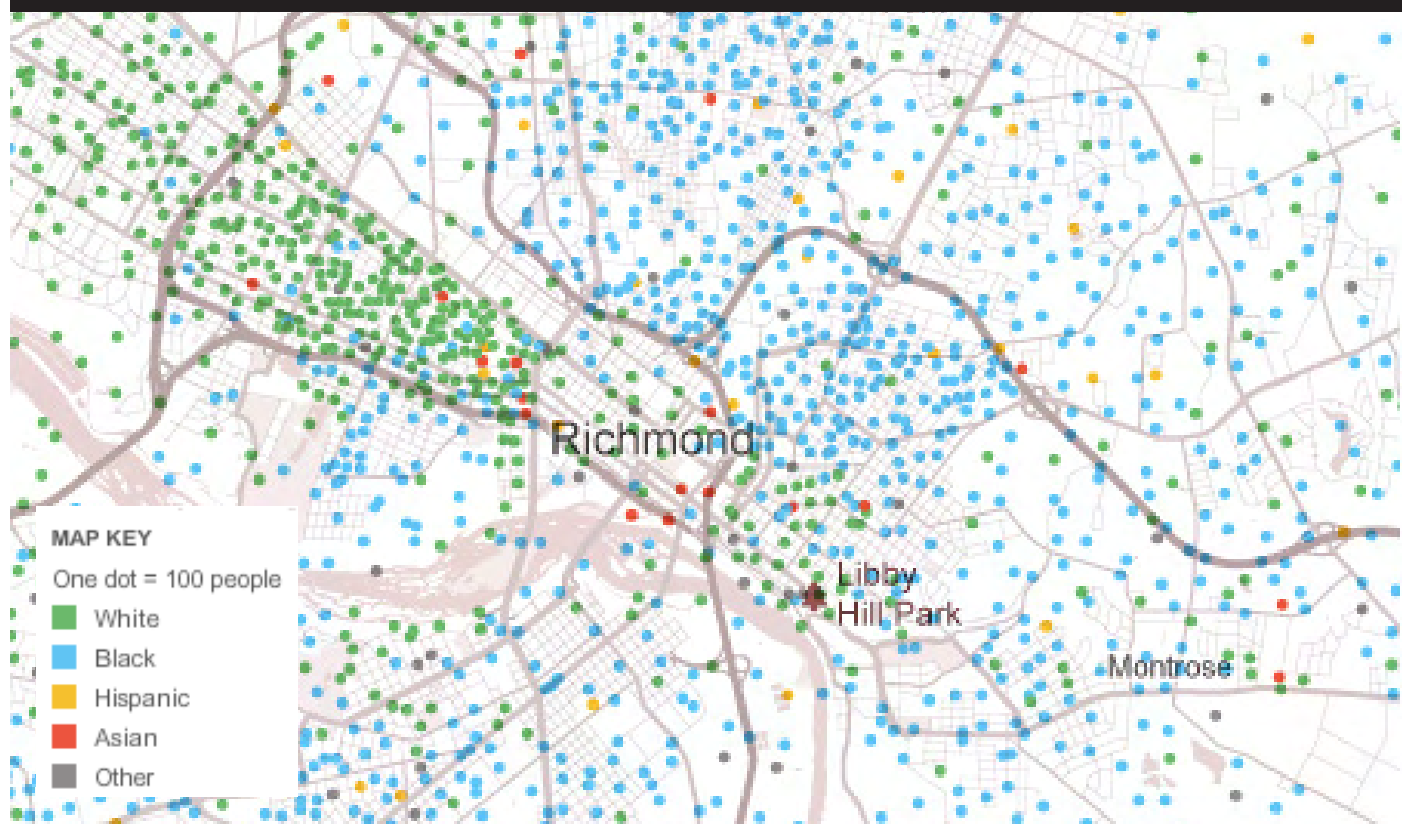 Richmond
Libby
Hill Park
Montrose
MAP KEY
One dot = 100 people
White
Black
Hispanic
Asian
Other